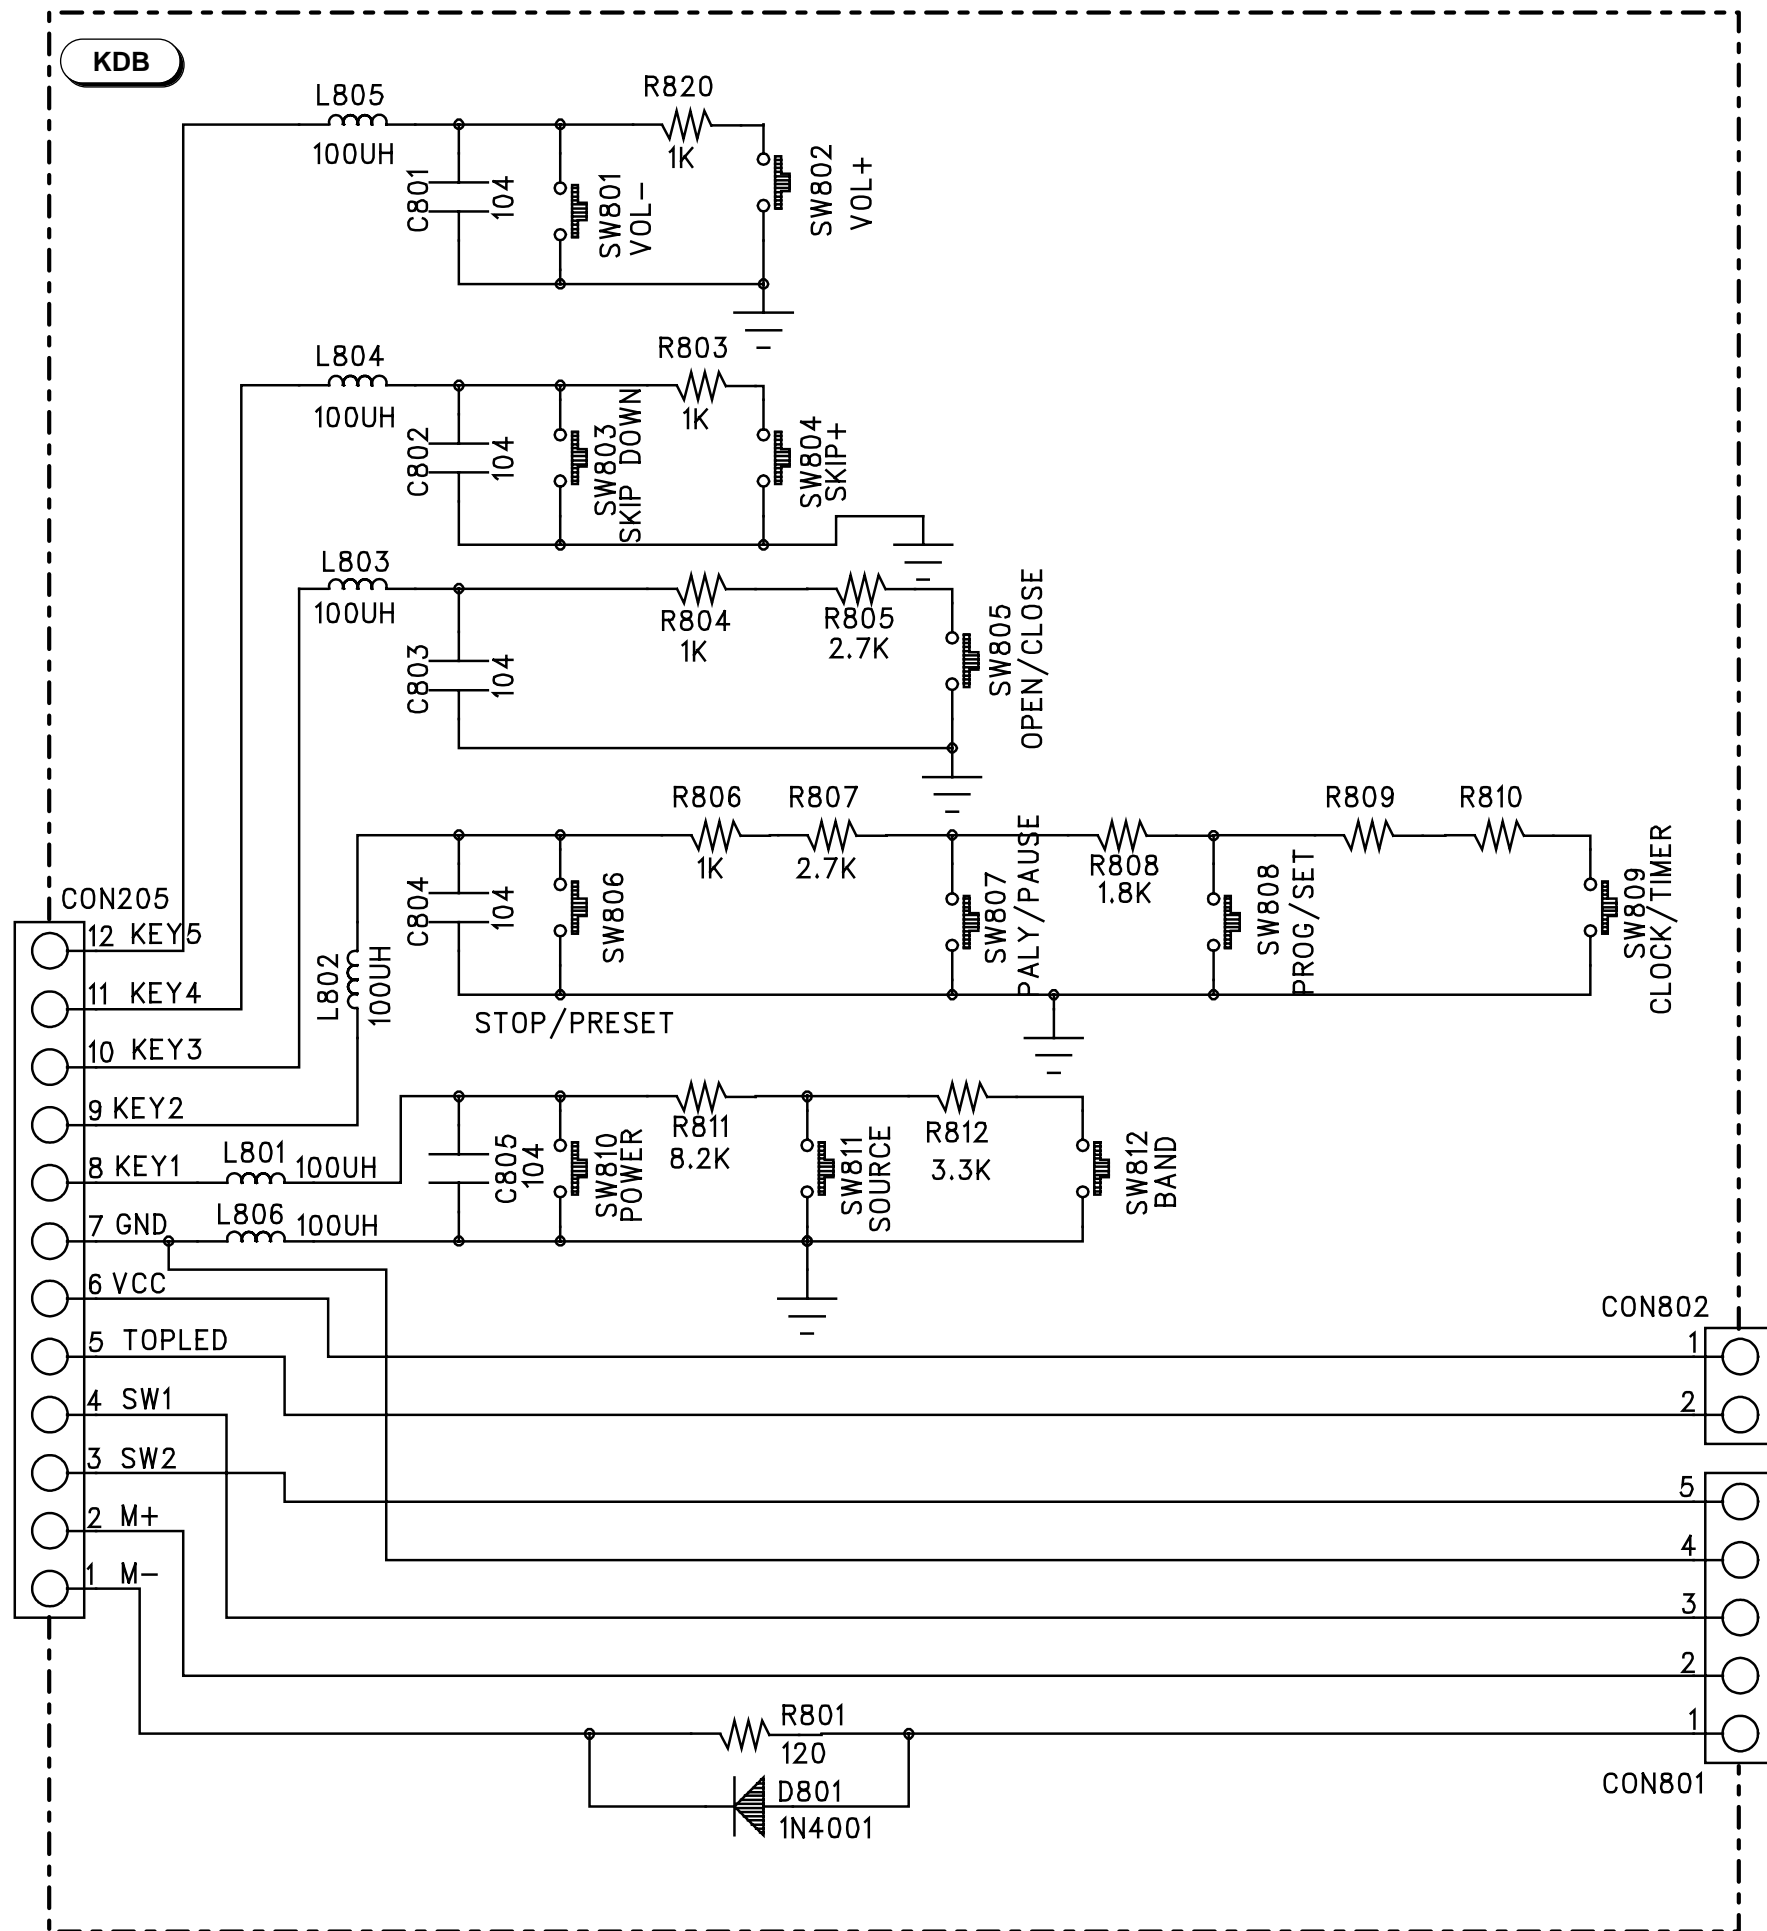 KDB
L805
100UH
C801
104
SW801
VOL-
R820
1K
SW802
VOL+
L804
100UH
C802
104
SW803
SKIP DOWN
R803
1K
SW804
SKIP+
L803
100UH
C803
104
R804
1K
R805
2.7K
SW805
OPEN/CLOSE
L802
100UH
C804
104
SW806
STOP/PRESET
R806
1K
R807
2.7K
SW807
PALY/PAUSE
R808
1.8K
SW808
PROG/SET
R809
R810
SW809
CLOCK/TIMER
CON205
12 KEY5
11 KEY4
10 KEY3
9 KEY2
8 KEY1
7 GND
6 VCC
5 TOPLED
4 SW1
3 SW2
2 M+
1 M-
L801
100UH
L806
100UH
C805
104
SW810
POWER
R811
8.2K
SW811
SOURCE
R812
3.3K
SW812
BAND
CON802
1
2
5
4
3
2
1
CON801
R801
120
D801
1N4001